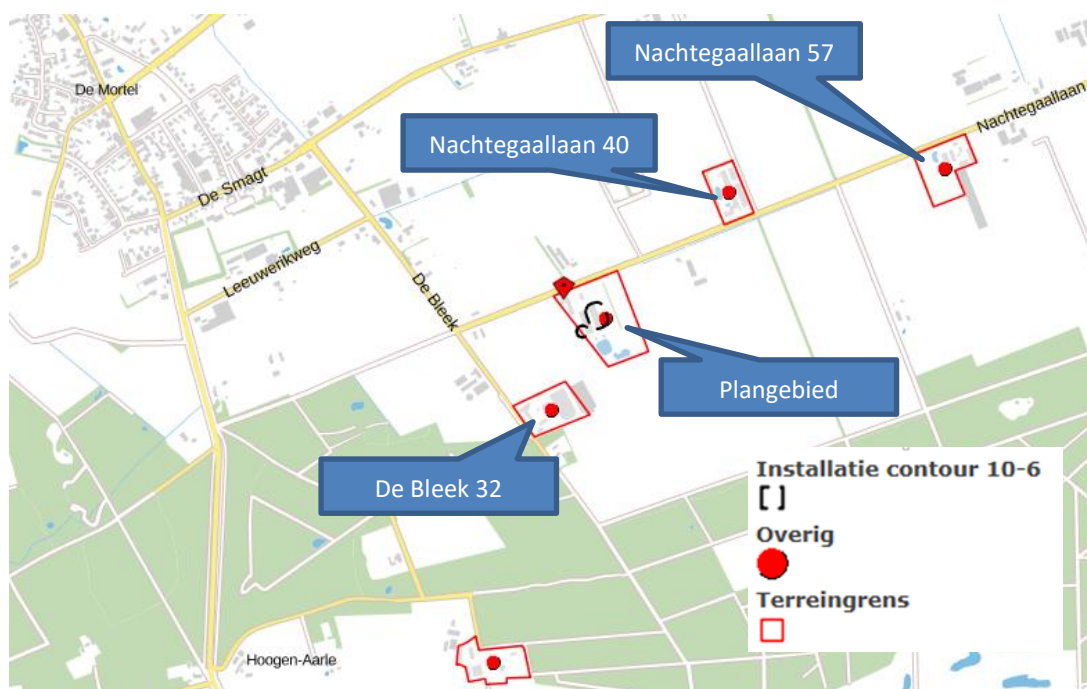 Nachtegaallaan 57
De Mortel
Nachtegaallaan
Nachtegaallaan 40
De Smagt
Leeuwerikweg
De Bleek
Plangebied
De Bleek 32
Installatie contour 10-6
Overig
Terreingrens
Hoogen-Aarle